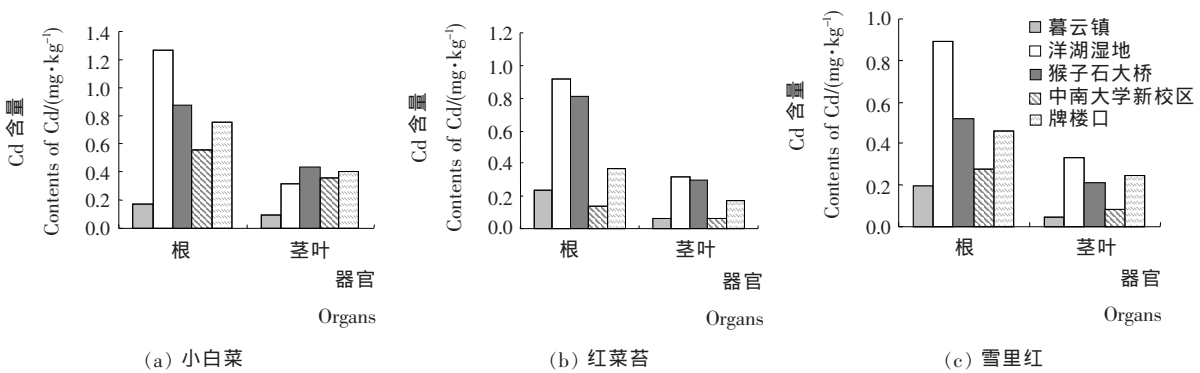 Cd 含量
Contents of Cd/(mg·kg⁻¹)
1.4
1.2
1.0
0.8
0.6
0.4
0.2
0.0
根
茎叶
器官
Organs
(a) 小白菜
Cd 含量
Contents of Cd/(mg·kg⁻¹)
1.2
1.0
0.8
0.6
0.4
0.2
0.0
根
茎叶
器官
Organs
(b) 红菜苔
Cd 含量
Contents of Cd/(mg·kg⁻¹)
1.0
0.8
0.6
0.4
0.2
0.0
暮云镇
洋湖湿地
猴子石大桥
中南大学新校区
牌楼口
根
茎叶
器官
Organs
(c) 雪里红